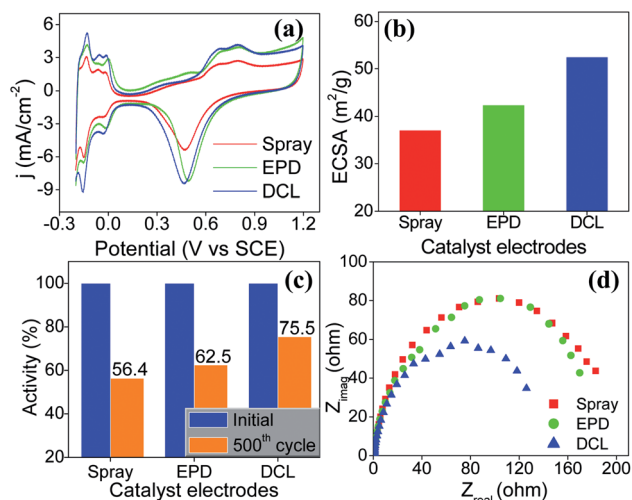 (a)
6
3
0
-3
-6
-9
j (mA/cm-2)
Spray
EPD
DCL
-0.3 0.0 0.3 0.6 0.9 1.2
Potential (V vs SCE)
(b)
60
50
40
30
20
ECSA (m2/g)
Spray EPD DCL
Catalyst electrodes
(c)
100
80
60
40
20
Activity (%)
56.4
62.5
75.5
Initial
500th cycle
Spray EPD DCL
Catalyst electrodes
(d)
100
80
60
40
20
0
Zimag (ohm)
Spray
EPD
DCL
0 40 80 120 160 200
Zreal (ohm)